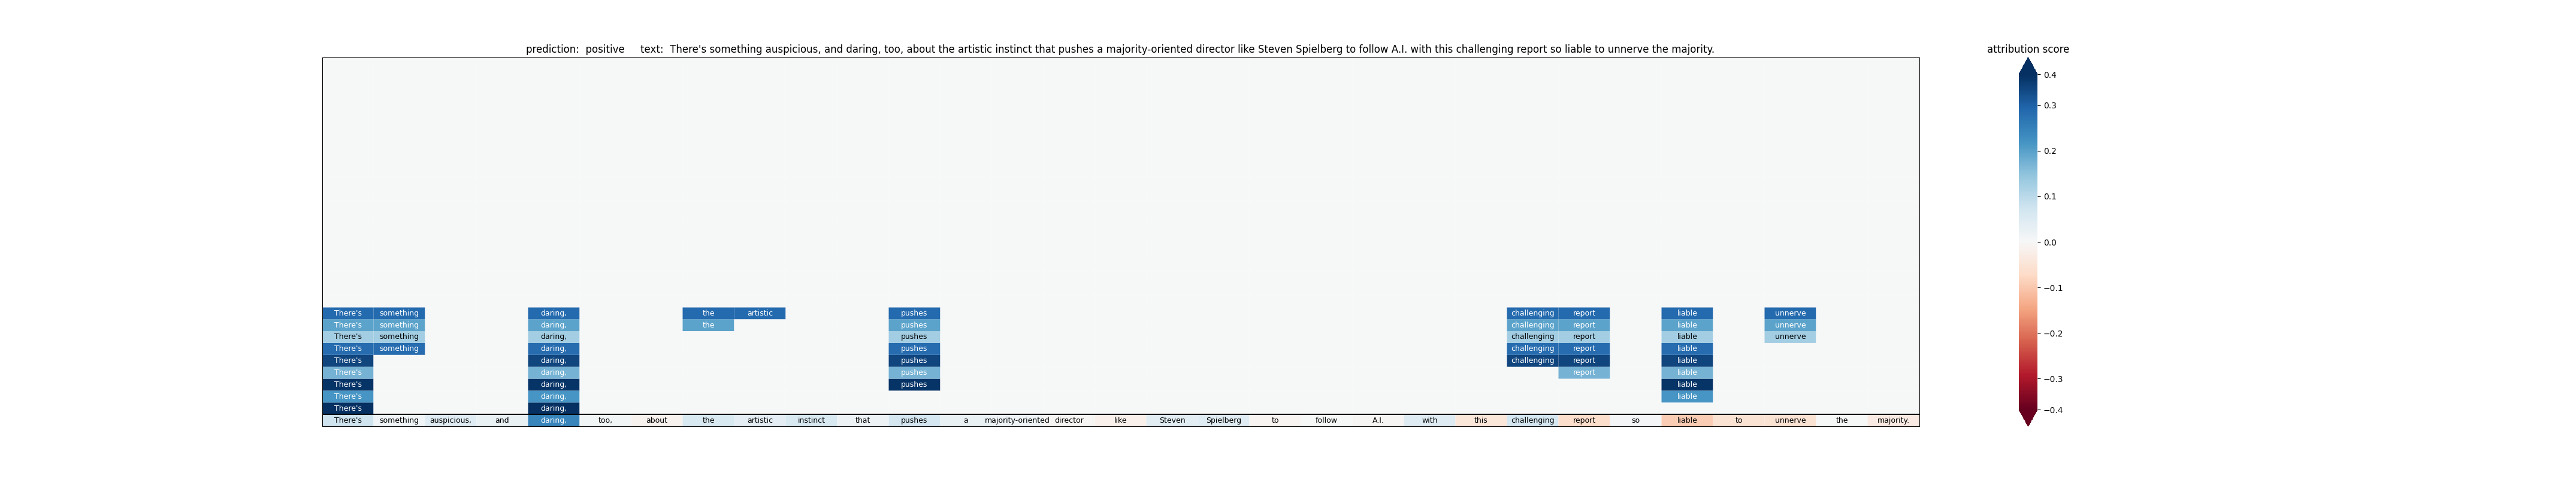 prediction: positive text: There's something auspicious, and daring, too, about the artistic instinct that pushes a majority-oriented director like Steven Spielberg to follow A.I. with this challenging report so liable to unnerve the majority.
attribution score
There's something daring, the artistic pushes challenging report liable unnerve
There's something daring, the pushes challenging report liable unnerve
There's something daring, pushes challenging report liable unnerve
There's something daring, pushes challenging report liable
There's daring, pushes challenging report liable
There's daring, pushes report liable
There's daring, pushes liable
There's daring, liable
There's daring,
There's something auspicious, and daring, too, about the artistic instinct that pushes a majority-oriented director like Steven Spielberg to follow A.I. with this challenging report so liable to unnerve the majority.
0.4
0.3
0.2
0.1
0.0
−0.1
−0.2
−0.3
−0.4